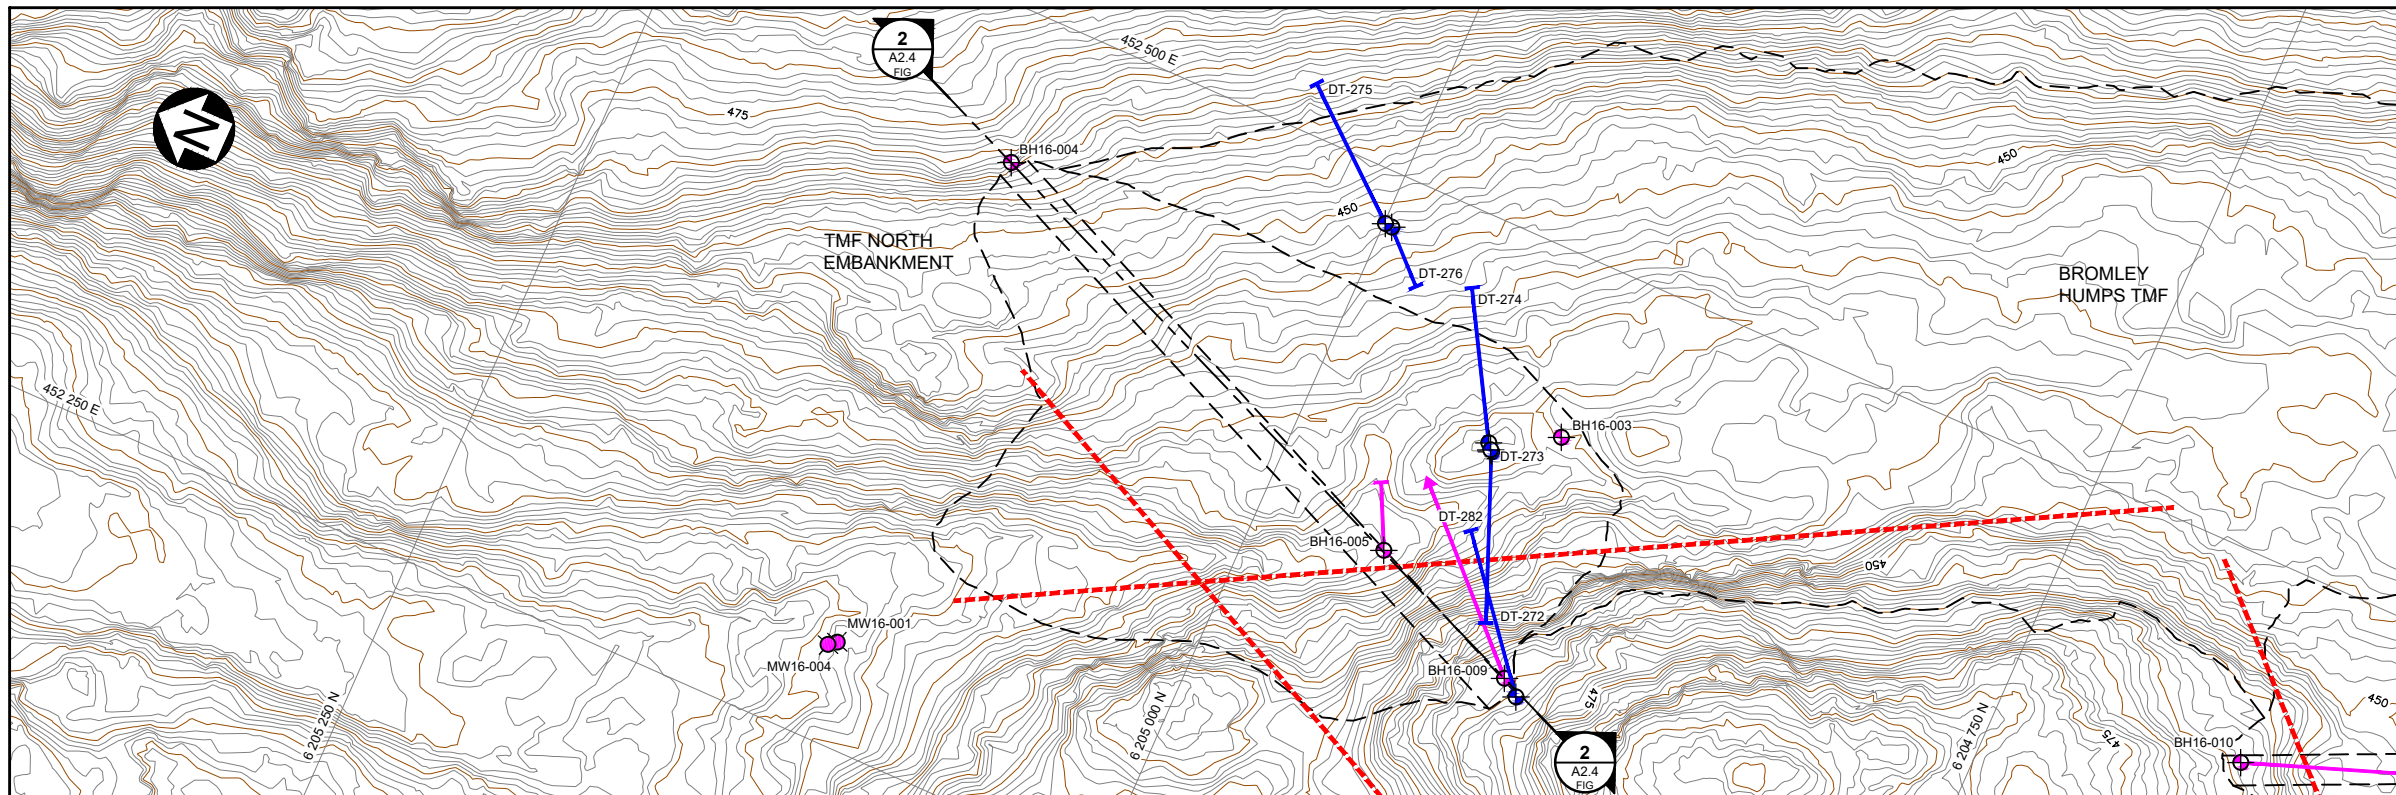 2
A2.4
FIG
452 500 E
DT-275
475
BH16-004
450
450
TMF NORTH
EMBANKMENT
DT-276
DT-274
BROMLEY
HUMPS TMF
452 250 E
BH16-003
DT-273
DT-282
BH16-005
450
DT-272
MW16-001
MW16-004
BH16-009
475
6 205 250 N
6 205 000 N
6 204 750 N
475
450
BH16-010
2
A2.4
FIG
N